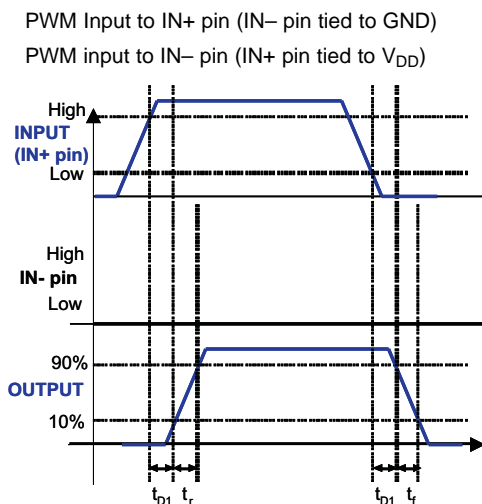 PWM Input to IN+ pin (IN– pin tied to GND)
PWM input to IN– pin (IN+ pin tied to VDD)
High
INPUT
(IN+ pin)
Low
High
IN- pin
Low
90%
OUTPUT
10%
tD1 tr tD1 tf